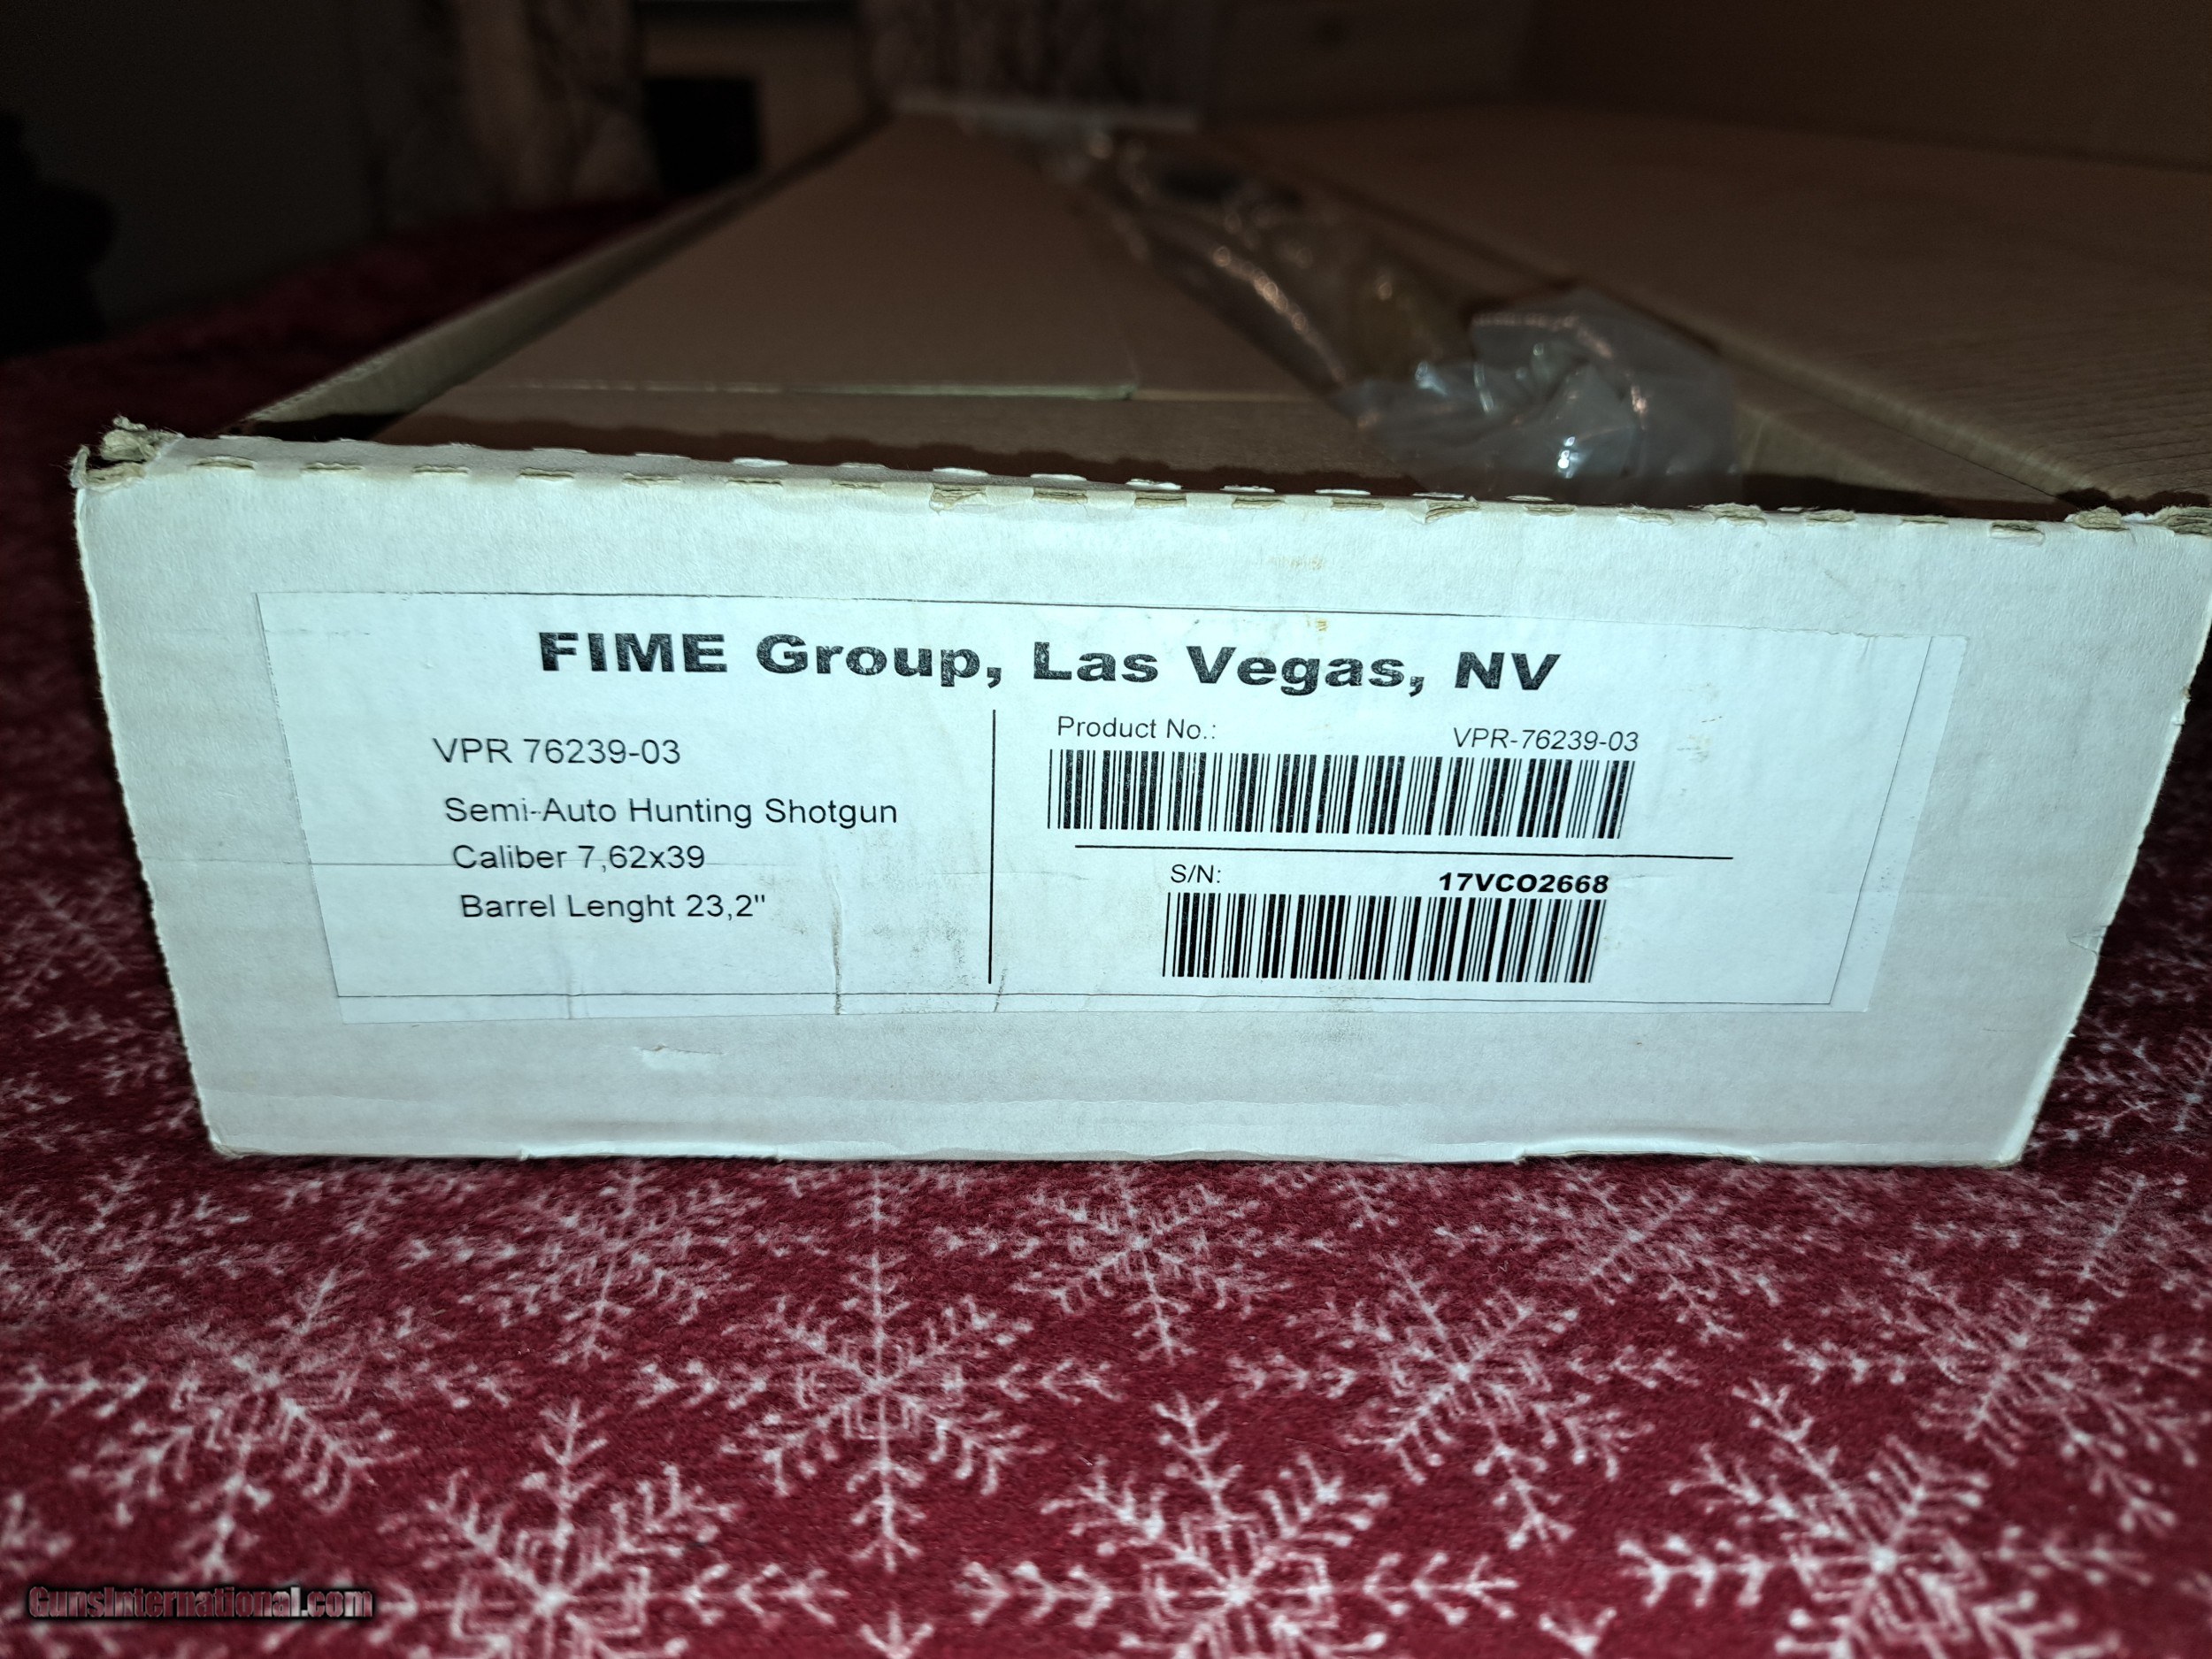 FIME Group, Las Vegas, NV
VPR 76239-03
Semi-Auto Hunting Shotgun
Caliber 7,62x39
Barrel Lenght 23,2"
Product No.: VPR-76239-03
S/N: 17VCO2668
GunsInternational.com